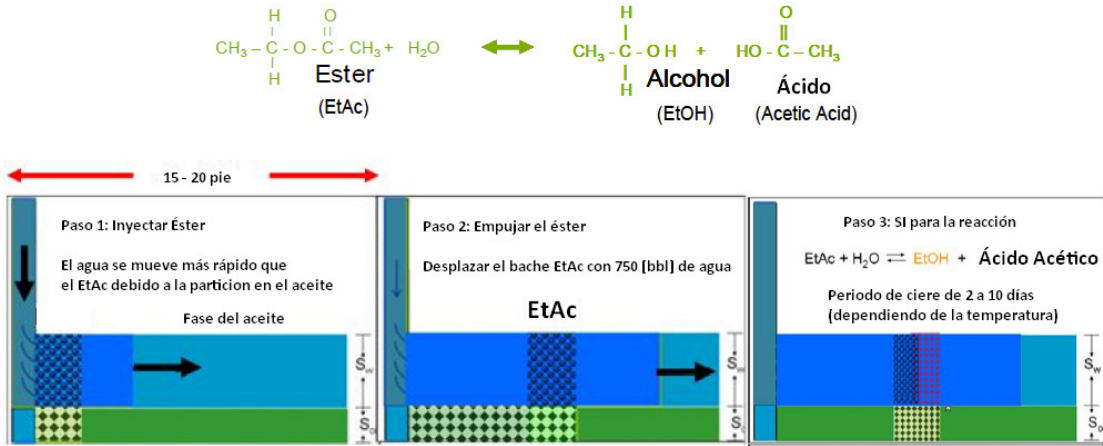 H O H O
CH₃ - C - O - C - CH₃ + H₂O CH₃ - C - OH + HO - C - CH₃
H H
Ester Alcohol Ácido
(EtAc) (EtOH) (Acetic Acid)
15 - 20 pie
Paso 1: Inyectar Éster
El agua se mueve más rápido que
el EtAc debido a la particion en el aceite
Fase del aceite
Sw
S₀
Paso 2: Empujar el éster
Desplazar el bache EtAc con 750 [bbl] de agua
EtAc
Sw
S₀
Paso 3: SI para la reacción
EtAc + H₂O ⇌ EtOH + Ácido Acético
Periodo de ciere de 2 a 10 días
(dependiendo de la temperatura)
Sw
S₀